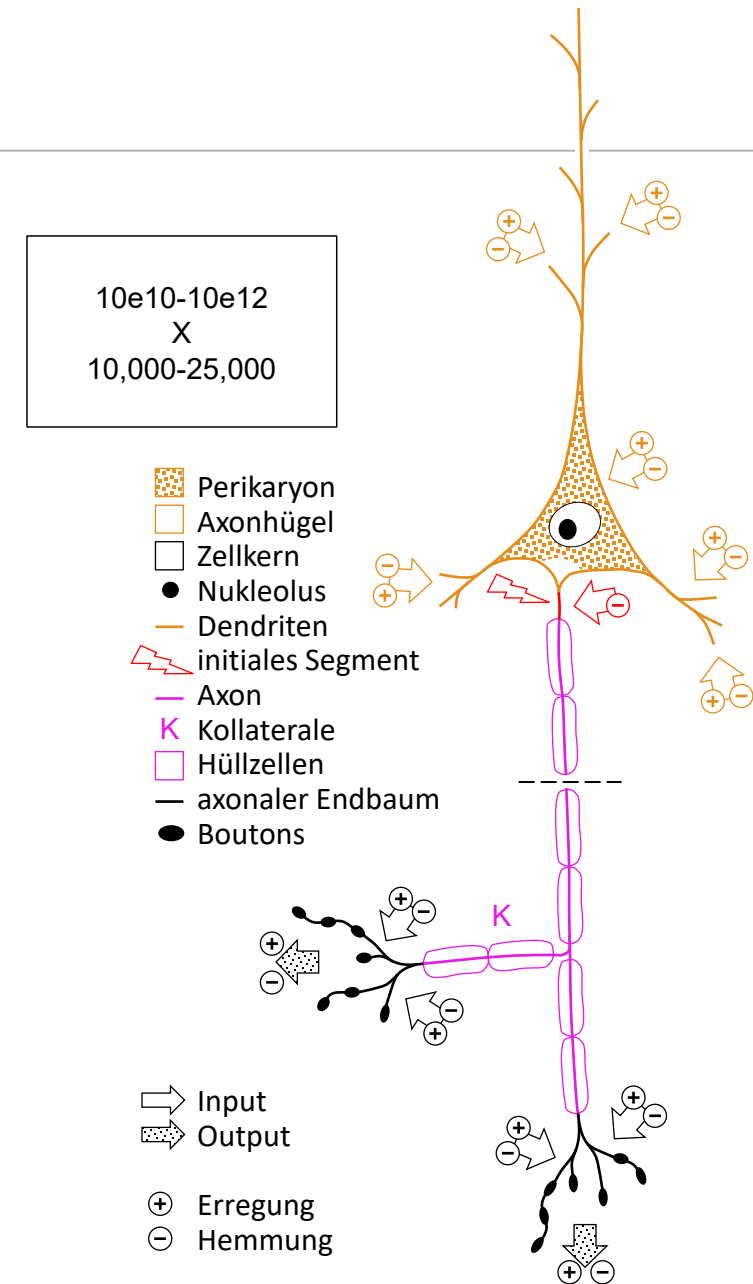 10e10-10e12
X
10,000-25,000
Perikaryon
Axonhügel
Zellkern
Nukleolus
Dendriten
initiales Segment
Axon
K Kollaterale
Hüllzellen
axonaler Endbaum
Boutons
K
Input
Output
+ Erregung
− Hemmung